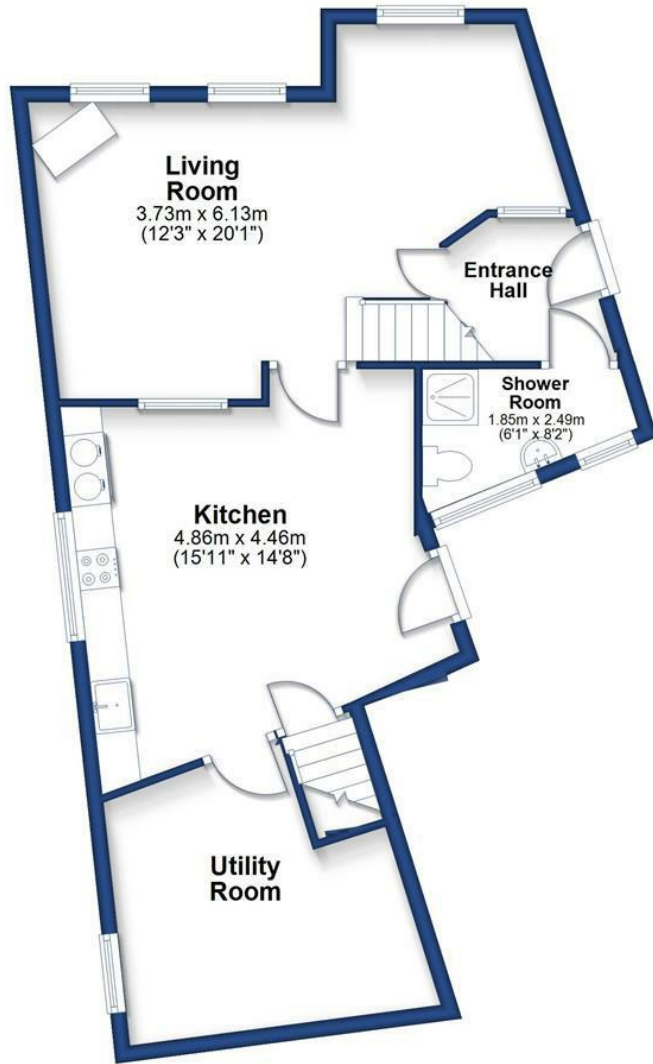 Living
Room
3.73m x 6.13m
(12'3" x 20'1")
Entrance
Hall
Shower
Room
1.85m x 2.49m
(6'1" x 8'2")
Kitchen
4.86m x 4.46m
(15'11" x 14'8")
Utility
Room